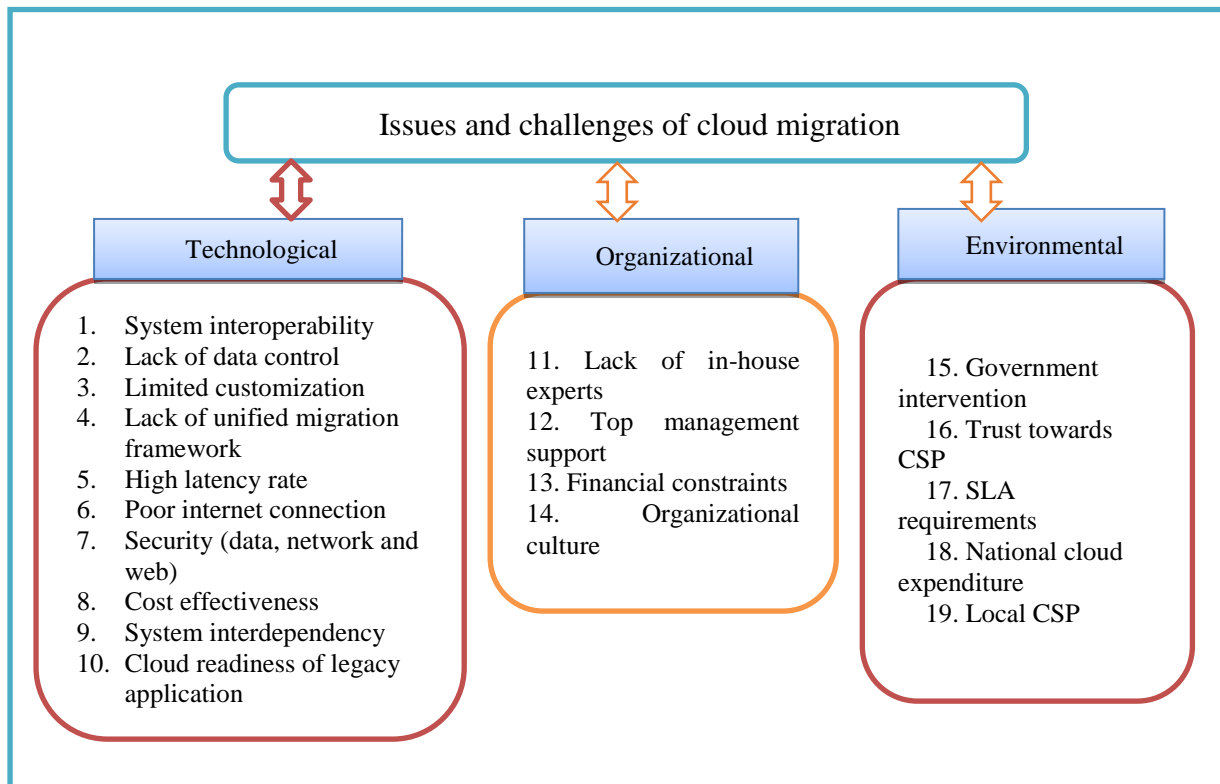 Issues and challenges of cloud migration
Technological
1. System interoperability
2. Lack of data control
3. Limited customization
4. Lack of unified migration
framework
5. High latency rate
6. Poor internet connection
7. Security (data, network and
web)
8. Cost effectiveness
9. System interdependency
10. Cloud readiness of legacy
application
Organizational
11. Lack of in-house
experts
12. Top management
support
13. Financial constraints
14. Organizational
culture
Environmental
15. Government
intervention
16. Trust towards
CSP
17. SLA
requirements
18. National cloud
expenditure
19. Local CSP